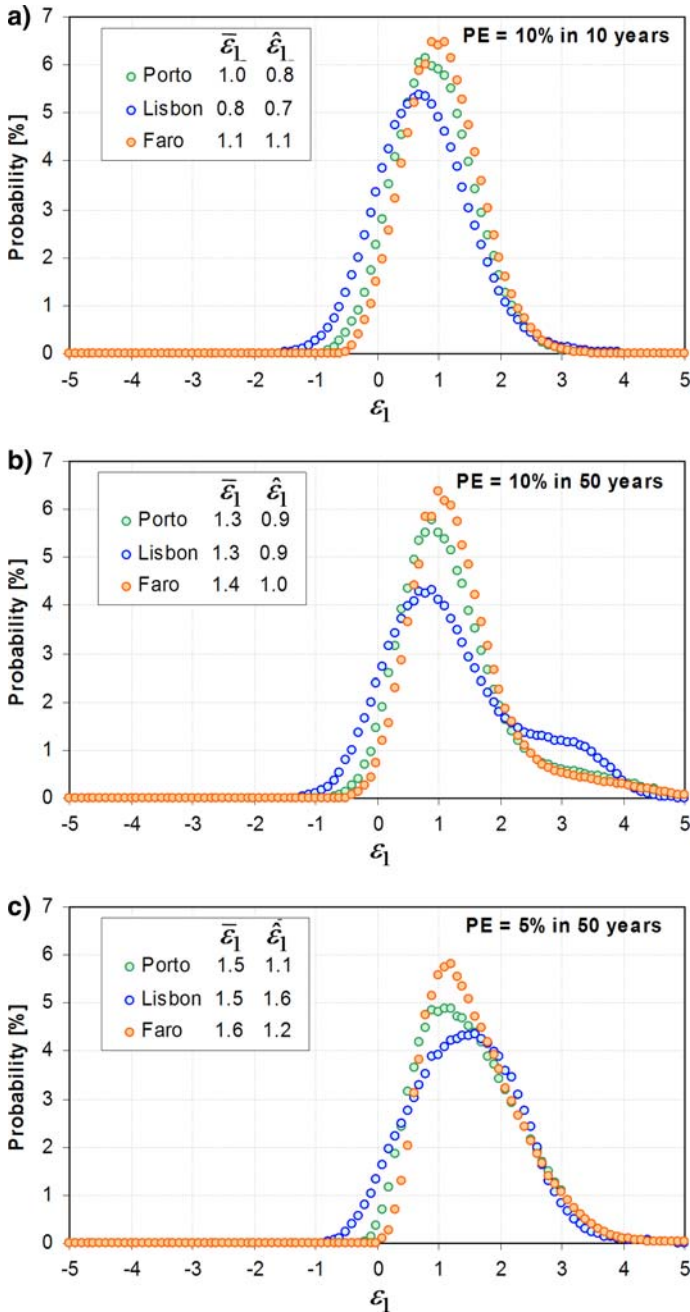 a)
PE = 10% in 10 years
ε̅1 ε̂1
Porto 1.0 0.8
Lisbon 0.8 0.7
Faro 1.1 1.1
Probability [%]
7
6
5
4
3
2
1
0
-5 -4 -3 -2 -1 0 1 2 3 4 5
ε1
b)
PE = 10% in 50 years
ε̅1 ε̂1
Porto 1.3 0.9
Lisbon 1.3 0.9
Faro 1.4 1.0
Probability [%]
7
6
5
4
3
2
1
0
-5 -4 -3 -2 -1 0 1 2 3 4 5
ε1
c)
PE = 5% in 50 years
ε̅1 ε̂1
Porto 1.5 1.1
Lisbon 1.5 1.6
Faro 1.6 1.2
Probability [%]
7
6
5
4
3
2
1
0
-5 -4 -3 -2 -1 0 1 2 3 4 5
ε1